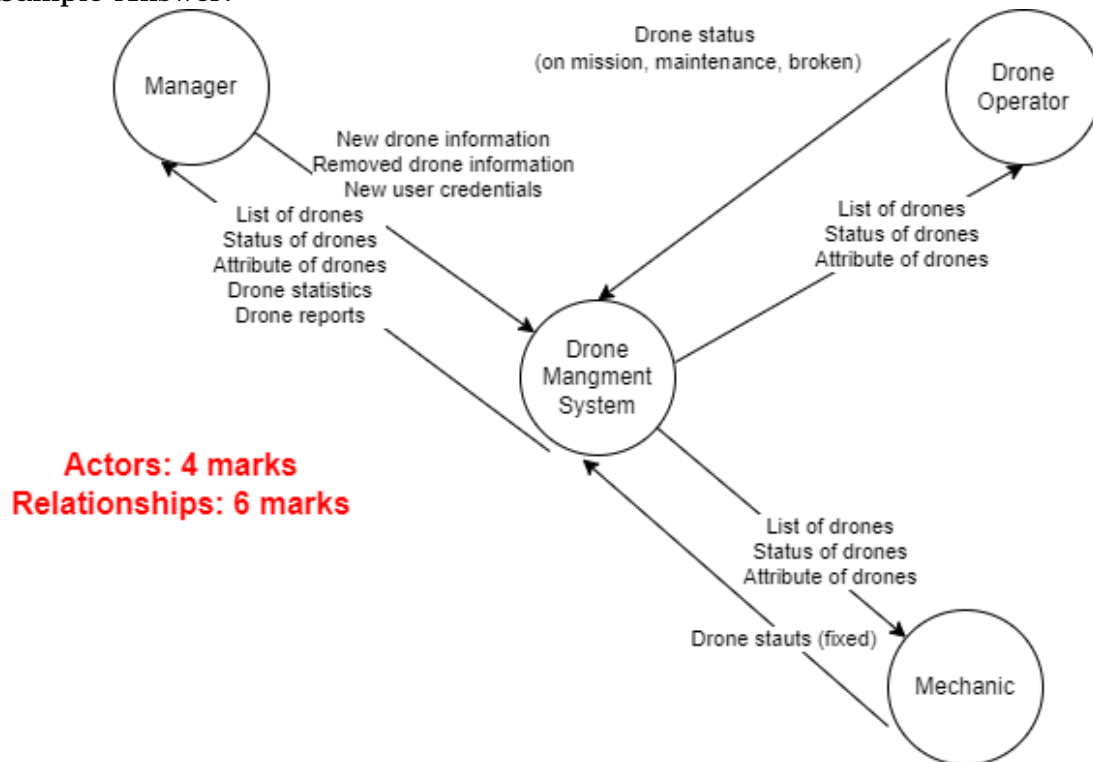 Sample Answer:
Manager
Drone status
(on mission, maintenance, broken)
Drone
Operator
New drone information
Removed drone information
New user credentials
List of drones
Status of drones
Attribute of drones
Drone statistics
Drone reports
List of drones
Status of drones
Attribute of drones
Drone
Mangment
System
Actors: 4 marks
Relationships: 6 marks
List of drones
Status of drones
Attribute of drones
Drone stauts (fixed)
Mechanic